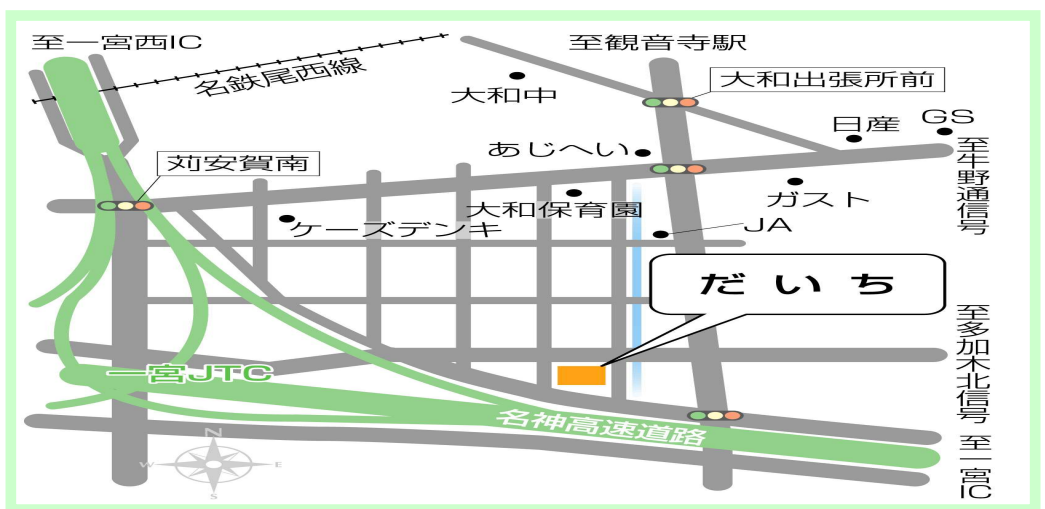 至一宮西IC
名鉄尾西線
至観音寺駅
大和中
大和出張所前
GS
日産
あじへい
至牛野通信号
苅安賀南
ガスト
大和保育園
ケーズデンキ
JA
だいち
至多加木北信号
一宮JTC
名神高速道路
至一宮IC
N
W
E
S